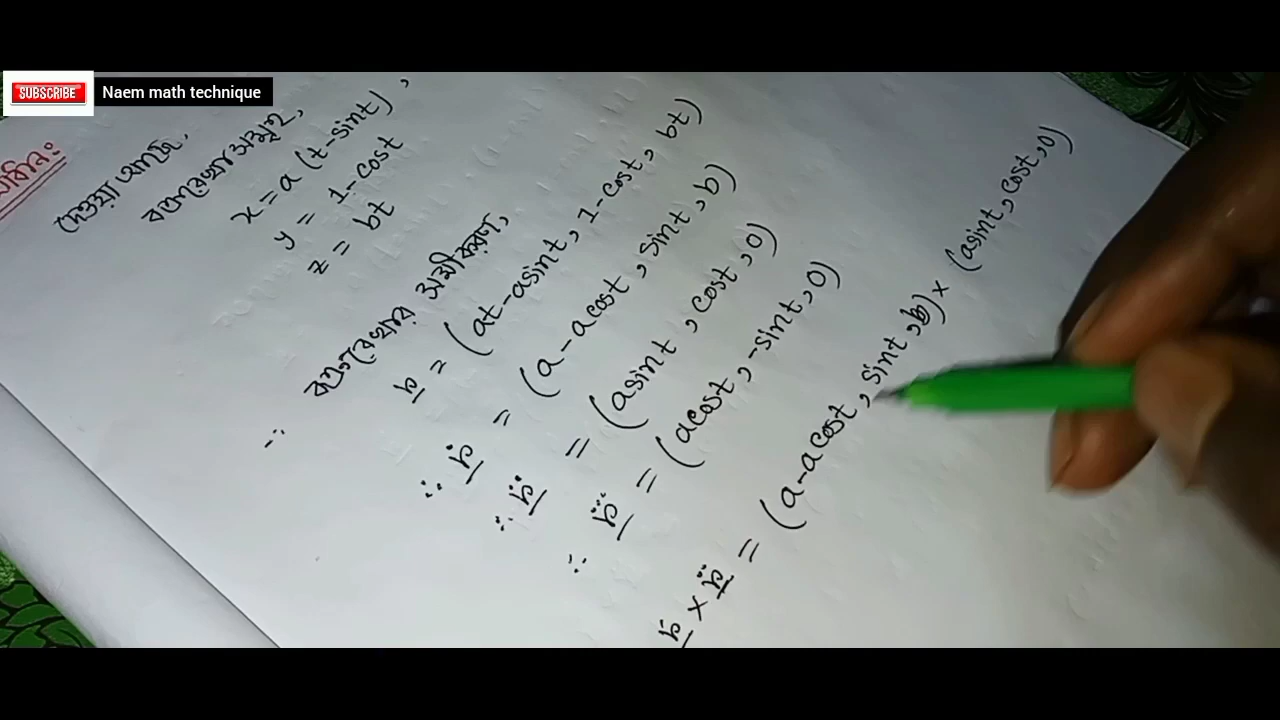 SUBSCRIBE Naem math technique
দেওয়া আছে,
বক্ররেখা সমূহ,
x = a (t-sint) ,
y = 1-cost
z = bt
∴ বক্ররেখার সমীকরণ,
r = (at-asint, 1-cost, bt)
∴ ṙ = (a-acost, sint, b)
∴ r̈ = (asint, cost, 0)
∴ r⃛ = (acost, -sint, 0)
ṙ × r̈ = (a-acost, sint, b) × (asint, cost, 0)